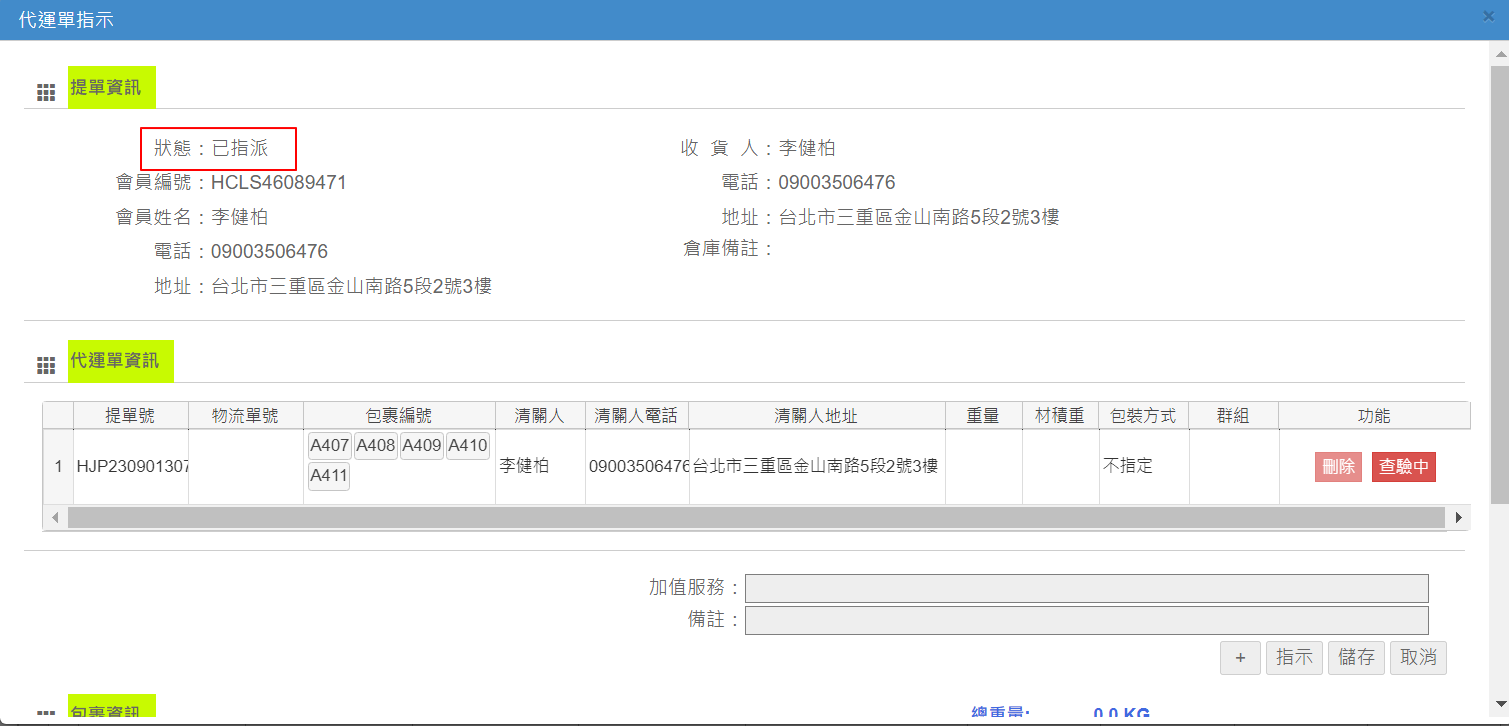 代運單指示 ×
提單資訊
狀態：已指派
會員編號：HCLS46089471
會員姓名：李健柏
電話：09003506476
地址：台北市三重區金山南路5段2號3樓
收 貨 人：李健柏
電話：09003506476
地址：台北市三重區金山南路5段2號3樓
倉庫備註：
代運單資訊
提單號 物流單號 包裹編號 清關人 清關人電話 清關人地址 重量 材積重 包裝方式 群組 功能
1 HJP230901307 A407 A408 A409 A410 李健柏 09003506476 台北市三重區金山南路5段2號3樓 不指定 刪除 查驗中
A411
加值服務：
備註：
+ 指示 儲存 取消
包裹資訊 總重量: 0.0 KG